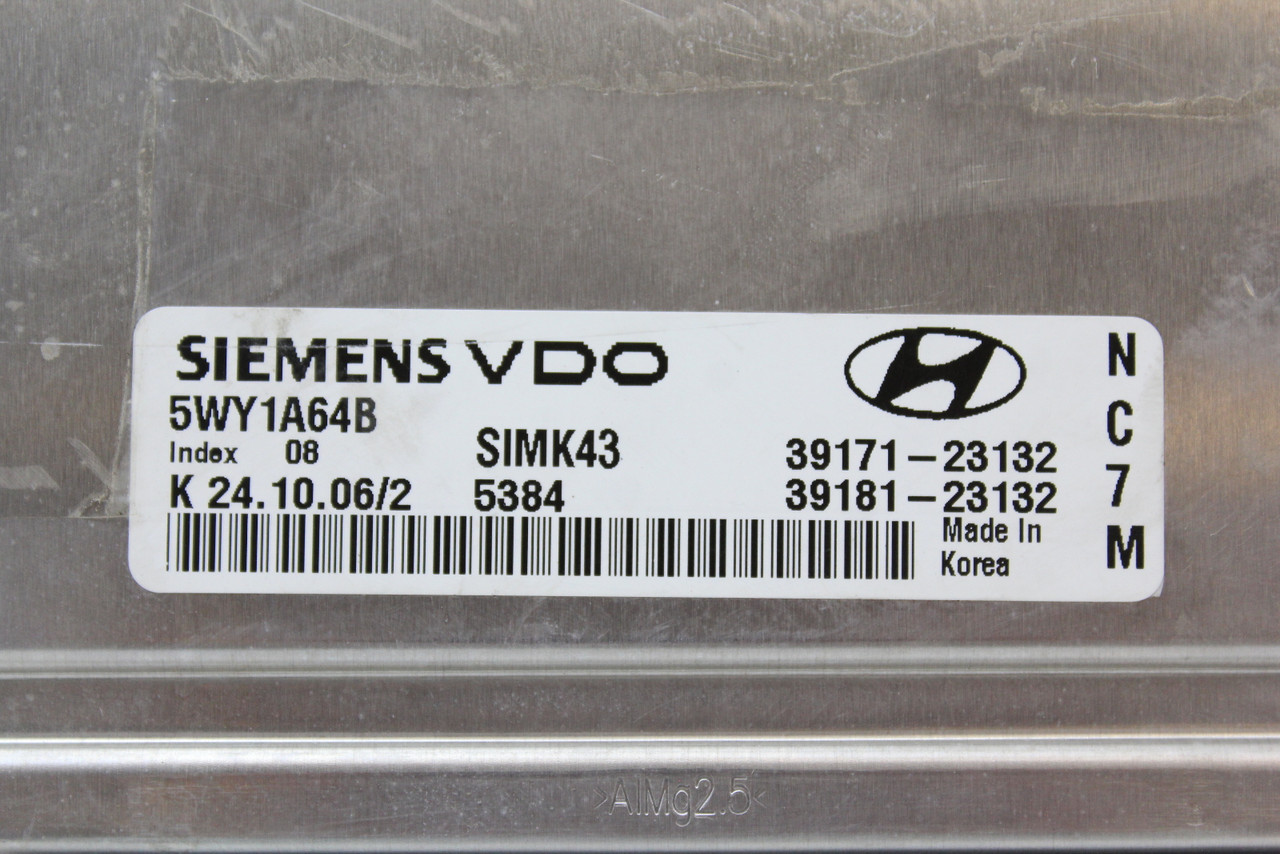 SIEMENS VDO
5WY1A64B
Index 08 SIMK43 39171-23132
K 24.10.06/2 5384 39181-23132
Made In
Korea
N
C
7
M
>AlMg2.5<